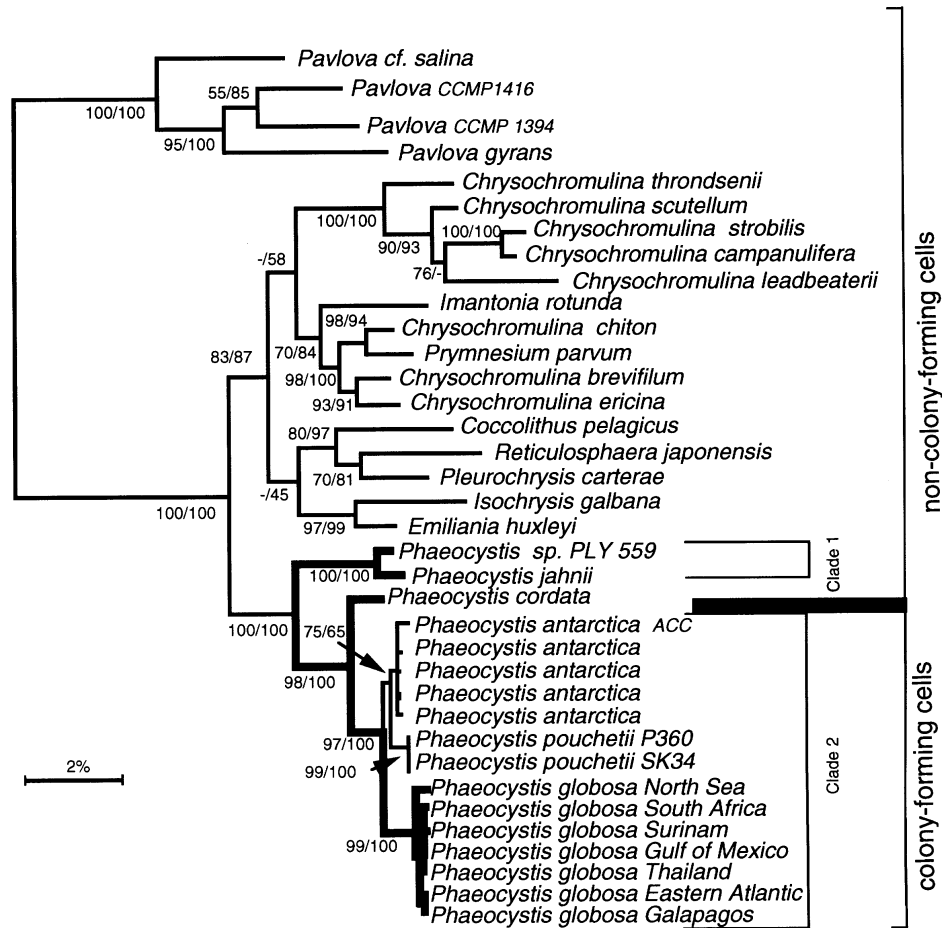 Pavlova cf. salina
55/85
Pavlova CCMP1416
100/100
Pavlova CCMP 1394
95/100
Pavlova gyrans
Chrysochromulina throndsenii
100/100
Chrysochromulina scutellum
100/100
Chrysochromulina strobilis
90/93
Chrysochromulina campanulifera
-/58
76/-
Chrysochromulina leadbeaterii
Imantonia rotunda
98/94
Chrysochromulina chiton
83/87
70/84
Prymnesium parvum
98/100
Chrysochromulina brevifilum
93/91
Chrysochromulina ericina
80/97
Coccolithus pelagicus
Reticulosphaera japonensis
70/81
Pleurochrysis carterae
-/45
Isochrysis galbana
100/100
97/99
Emiliania huxleyi
Phaeocystis sp. PLY 559
100/100
Phaeocystis jahnii
Phaeocystis cordata
100/100
75/65
Phaeocystis antarctica ACC
Phaeocystis antarctica
Phaeocystis antarctica
98/100
Phaeocystis antarctica
Phaeocystis antarctica
97/100
Phaeocystis pouchetii P360
99/100
Phaeocystis pouchetii SK34
2%
Phaeocystis globosa North Sea
Phaeocystis globosa South Africa
Phaeocystis globosa Surinam
99/100
Phaeocystis globosa Gulf of Mexico
Phaeocystis globosa Thailand
Phaeocystis globosa Eastern Atlantic
Phaeocystis globosa Galapagos
Clade 1
Clade 2
non-colony-forming cells
colony-forming cells